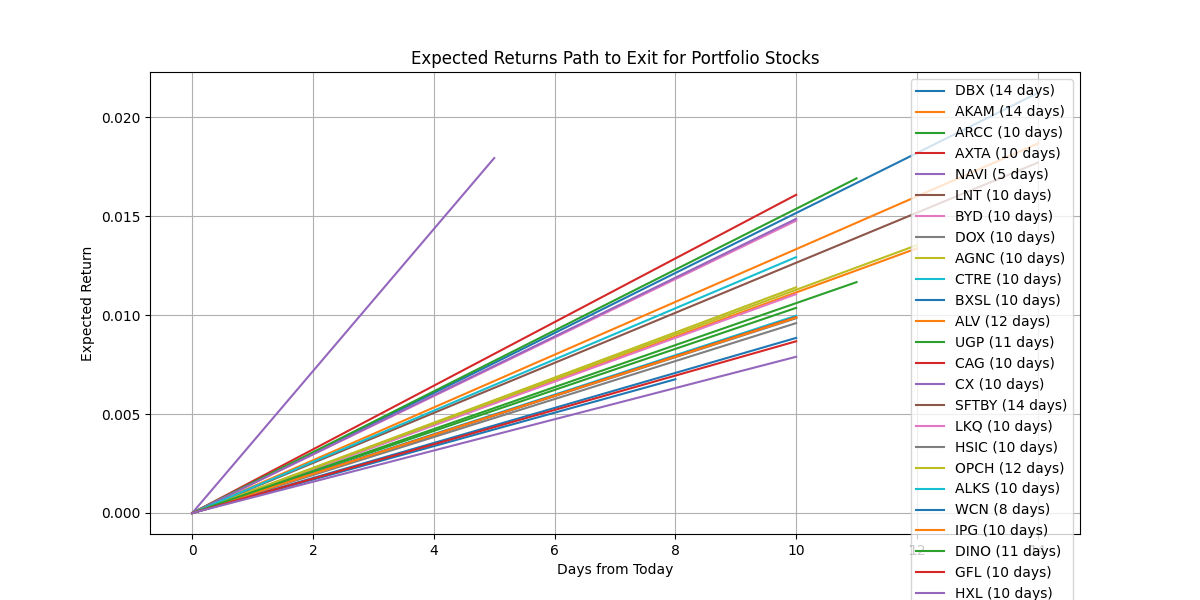 Expected Returns Path to Exit for Portfolio Stocks
Expected Return
0.020
0.015
0.010
0.005
0.000
0
2
4
6
8
10
12
Days from Today
DBX (14 days)
AKAM (14 days)
ARCC (10 days)
AXTA (10 days)
NAVI (5 days)
LNT (10 days)
BYD (10 days)
DOX (10 days)
AGNC (10 days)
CTRE (10 days)
BXSL (10 days)
ALV (12 days)
UGP (11 days)
CAG (10 days)
CX (10 days)
SFTBY (14 days)
LKQ (10 days)
HSIC (10 days)
OPCH (12 days)
ALKS (10 days)
WCN (8 days)
IPG (10 days)
DINO (11 days)
GFL (10 days)
HXL (10 days)